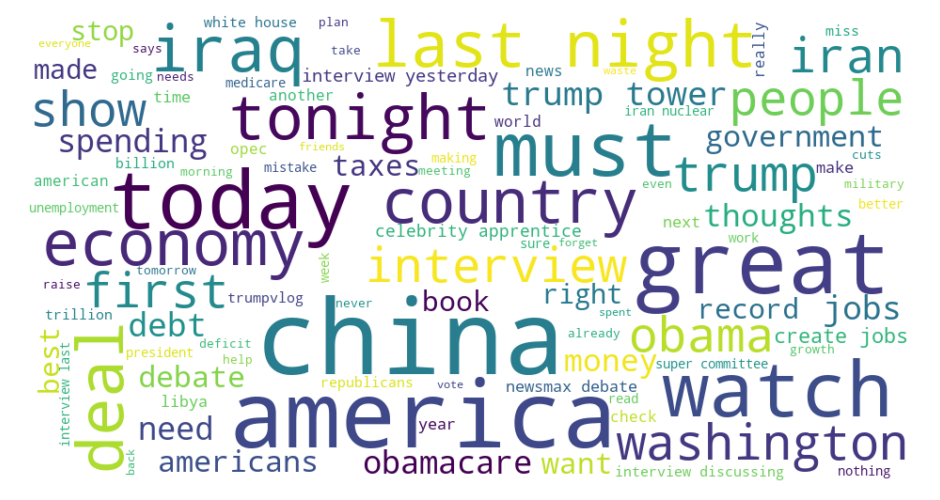 white house
plan
everyone
stop
iraq
last night
really
miss
iran
says
take
made
going
needs
medicare
interview yesterday
news
waste
show
time
another
tonight
trump tower
people
iran nuclear
world
spending
opec
friends
must
government
cuts
billion
morning
mistake
taxes
making
meeting
trump
make
american
today
country
even
military
unemployment
next
thoughts
better
economy
celebrity apprentice
sure
forget
work
great
tomorrow
week
interview
raise
first
trumpvlog
never
book
right
record
jobs
trillion
debt
china
spent
already
obama
create jobs
best
deal
deficit
president
help
money
growth
interview last
debate
republicans
vote
newsmax debate
super committee
watch
libya
america
read
need
year
check
washington
back
americans
obamacare
want
interview discussing
nothing